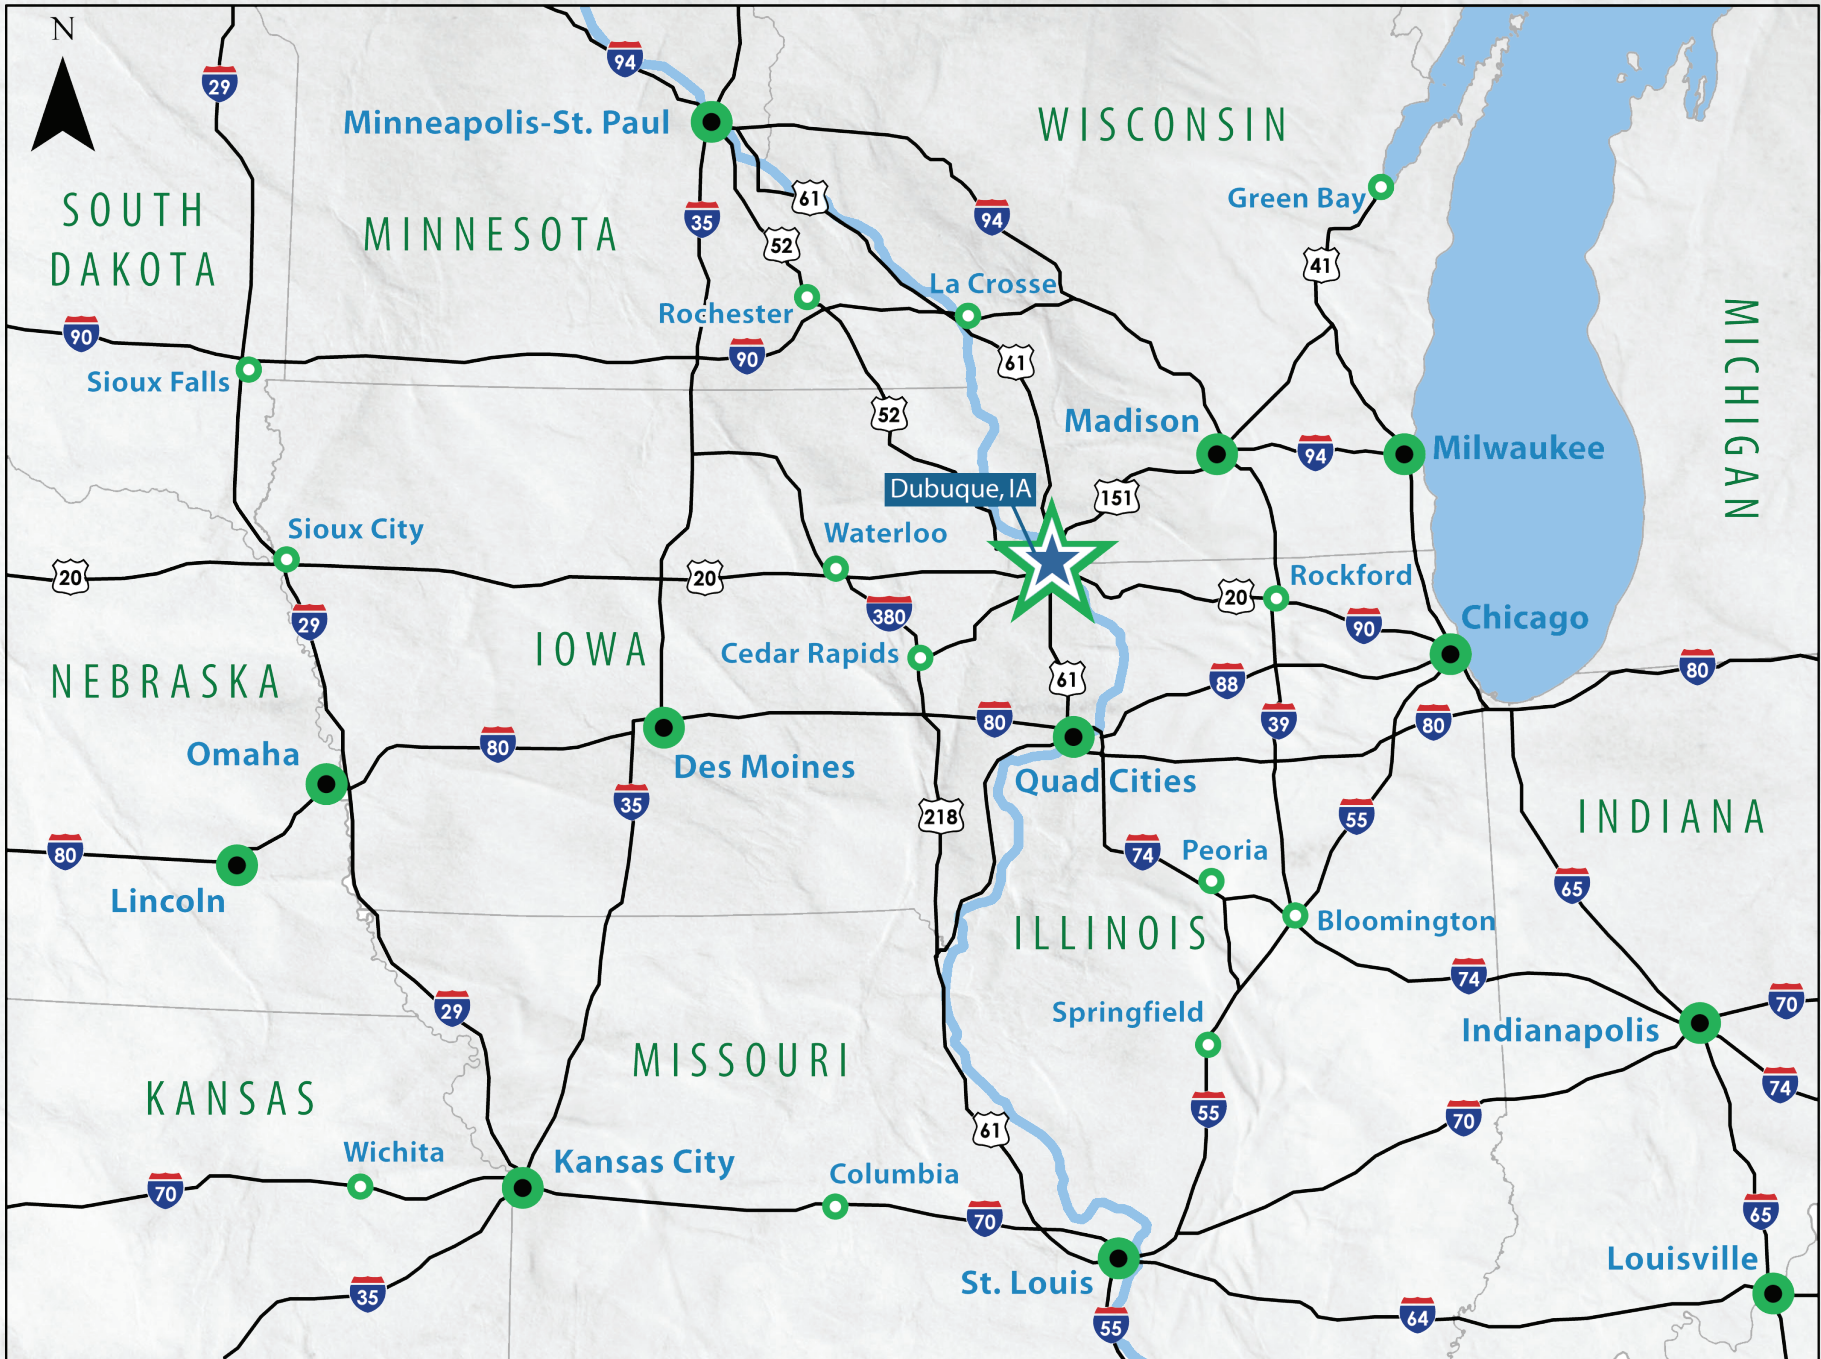 N
94
29
Minneapolis-St. Paul
WISCONSIN
61
Green Bay
SOUTH
DAKOTA
MINNESOTA
35
94
52
41
La Crosse
Rochester
MICHIGAN
90
90
61
Sioux Falls
52
Madison
Milwaukee
94
Dubuque, IA
151
Sioux City
Waterloo
20
20
Rockford
20
380
29
90
Chicago
IOWA
Cedar Rapids
NEBRASKA
61
88
80
80
39
80
80
Omaha
Des Moines
Quad Cities
35
218
55
INDIANA
80
74
Peoria
Lincoln
65
ILLINOIS
Bloomington
74
29
70
Springfield
Indianapolis
MISSOURI
74
KANSAS
55
70
61
Wichita
Kansas City
Columbia
70
70
65
St. Louis
Louisville
35
64
55